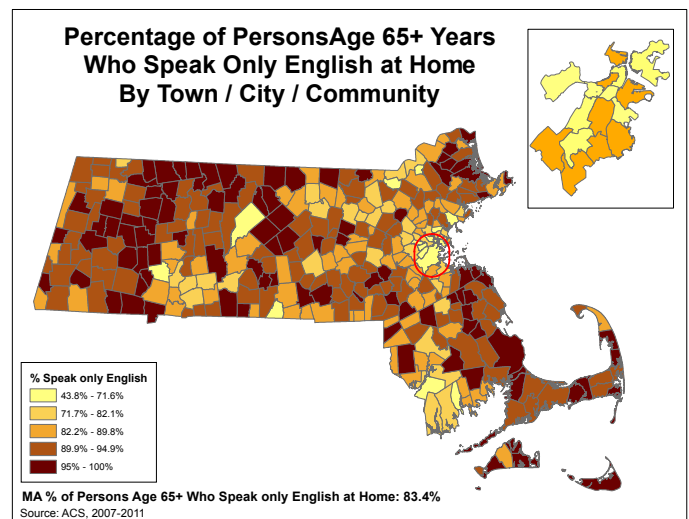 Percentage of PersonsAge 65+ Years
Who Speak Only English at Home
By Town / City / Community
% Speak only English
43.8% - 71.6%
71.7% - 82.1%
82.2% - 89.8%
89.9% - 94.9%
95% - 100%
MA % of Persons Age 65+ Who Speak only English at Home: 83.4%
Source: ACS, 2007-2011